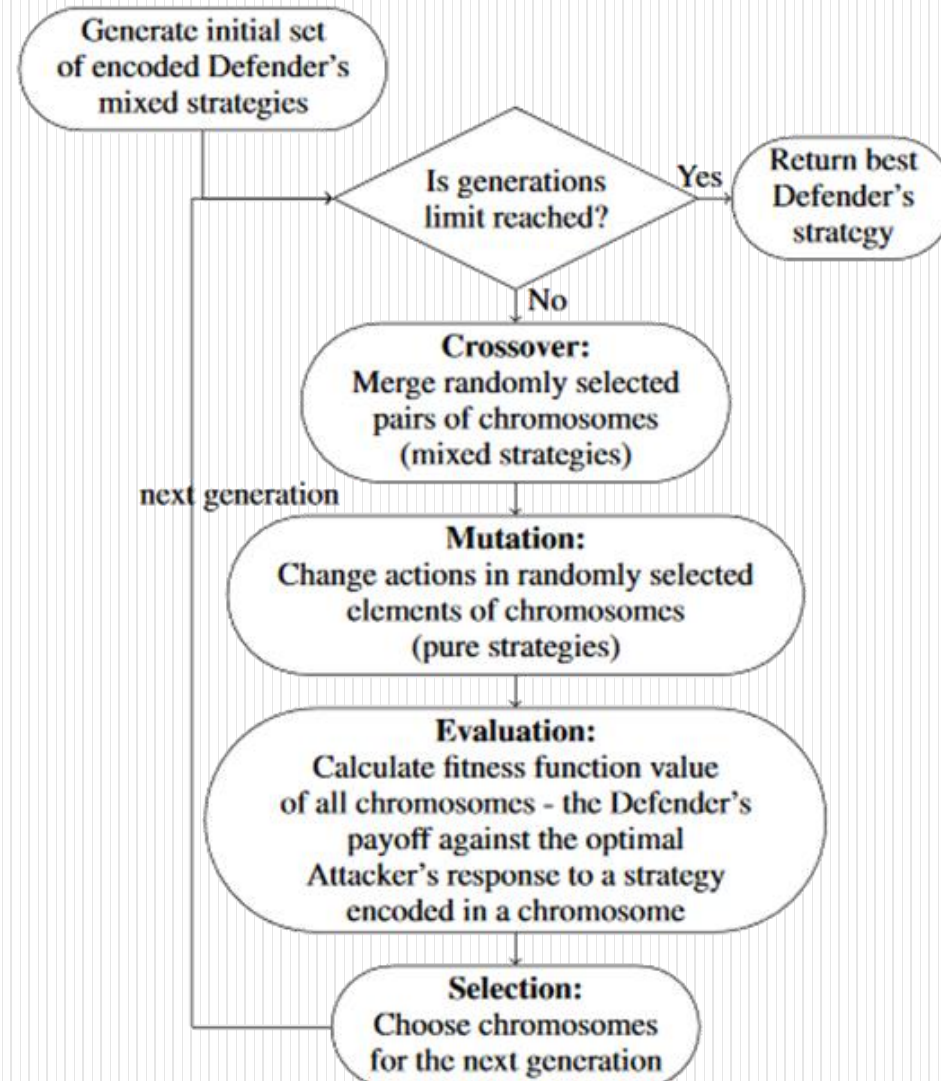 Generate initial set
of encoded Defender's
mixed strategies
Is generations
limit reached?
Yes
Return best
Defender's
strategy
No
Crossover:
Merge randomly selected
pairs of chromosomes
(mixed strategies)
next generation
Mutation:
Change actions in randomly selected
elements of chromosomes
(pure strategies)
Evaluation:
Calculate fitness function value
of all chromosomes - the Defender's
payoff against the optimal
Attacker's response to a strategy
encoded in a chromosome
Selection:
Choose chromosomes
for the next generation